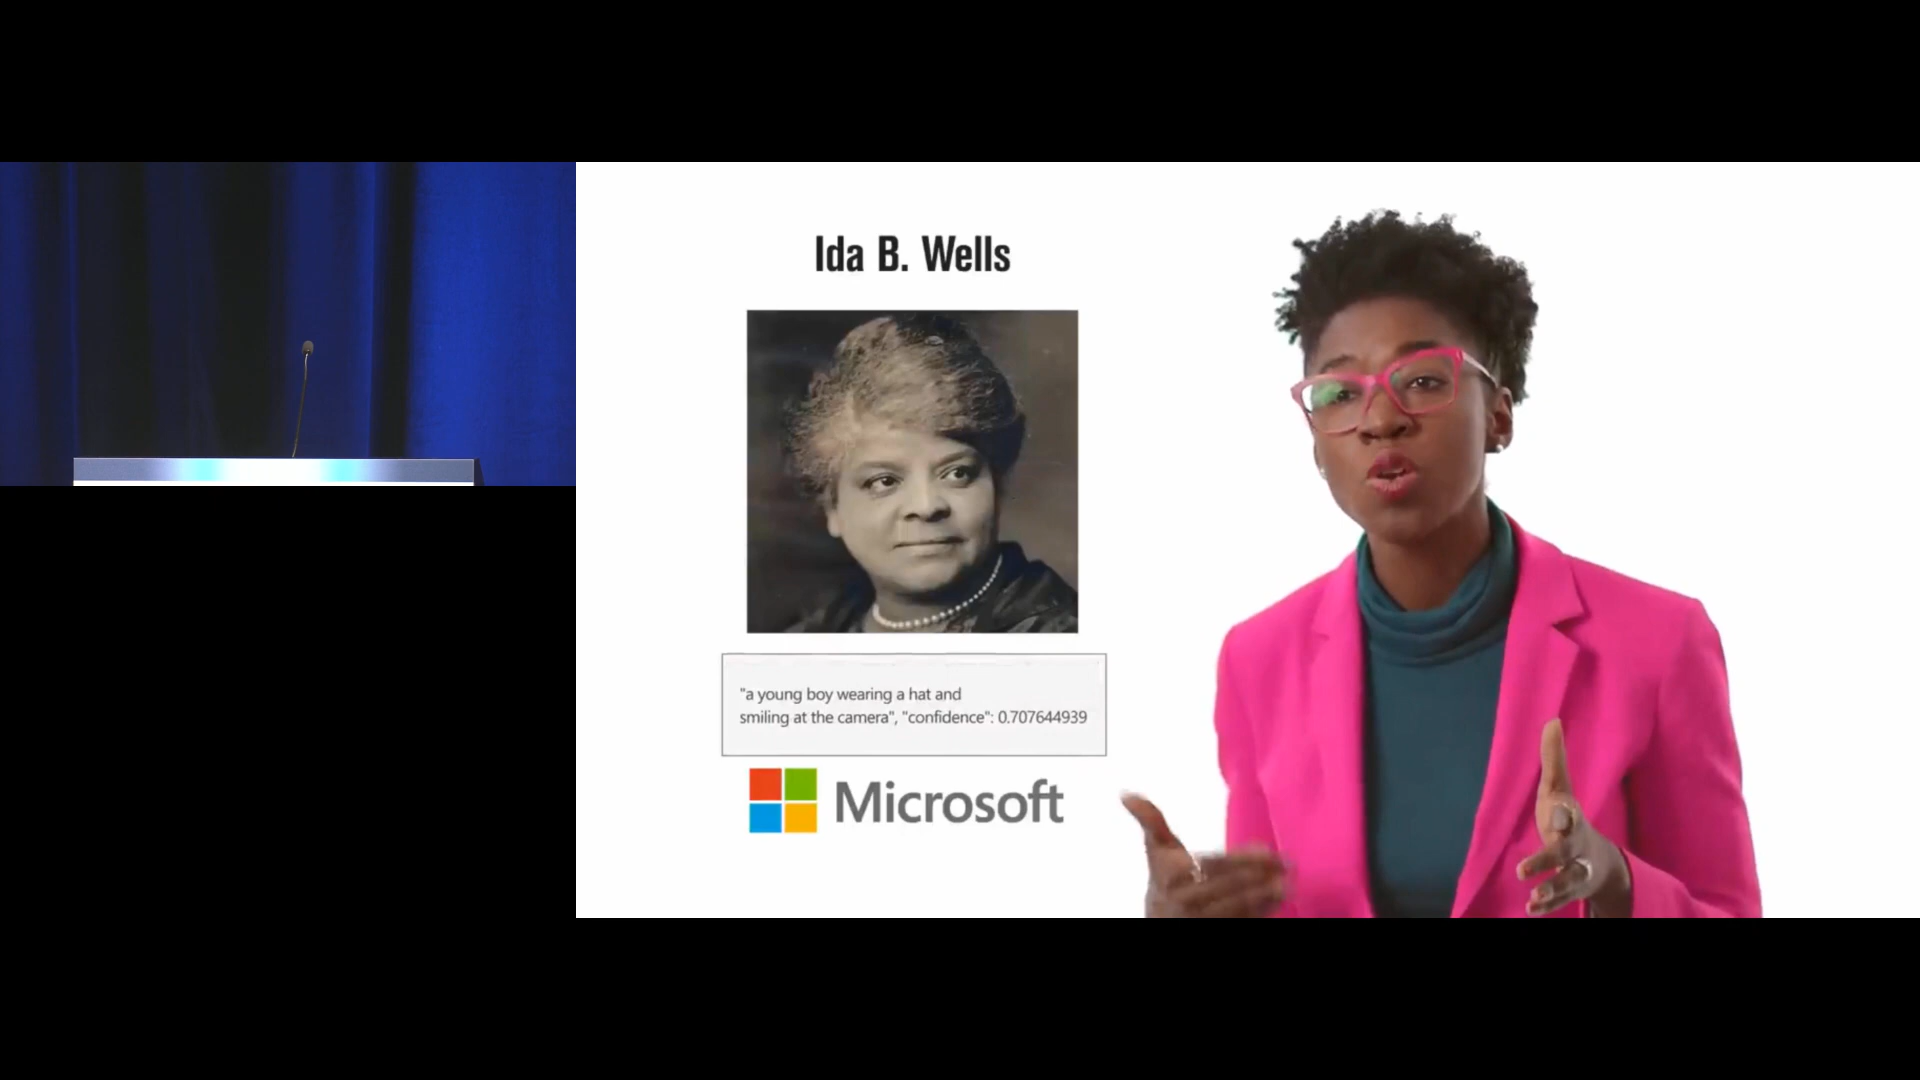 Ida B. Wells
"a young boy wearing a hat and
smiling at the camera", "confidence": 0.707644939
Microsoft